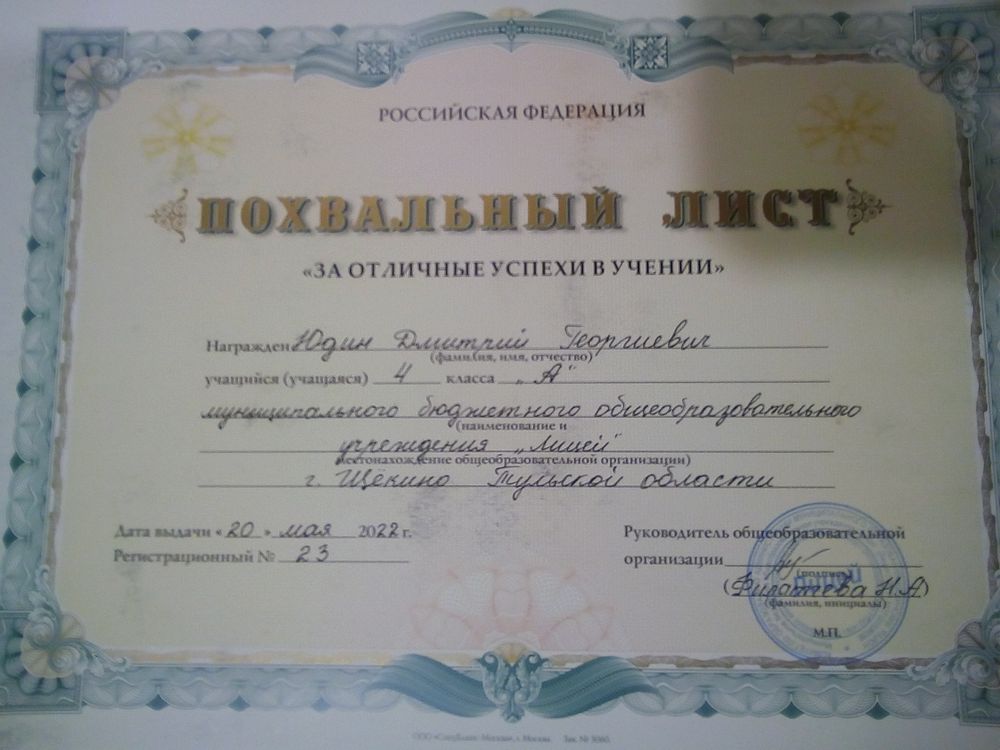 РОССИЙСКАЯ ФЕДЕРАЦИЯ
ПОХВАЛЬНЫЙ ЛИСТ
«ЗА ОТЛИЧНЫЕ УСПЕХИ В УЧЕНИИ»
Награжден Юдин Дмитрий Георгиевич
(фамилия, имя, отчество)
учащийся (учащаяся) 4 класса „А"
муниципального бюджетного общеобразовательного
(наименование и
учреждения „Лицей"
местонахождение общеобразовательной организации)
г. Щёкино Тульской области
Дата выдачи « 20 » мая 2022 г.
Регистрационный № 23
Руководитель общеобразовательной
организации
(подпись)
Н.А)
(фамилия, инициалы)
М.П.